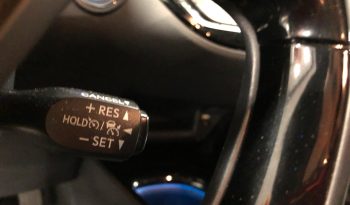 CANCEL
+ RES ▲
HOLD / ◀
− SET ▼